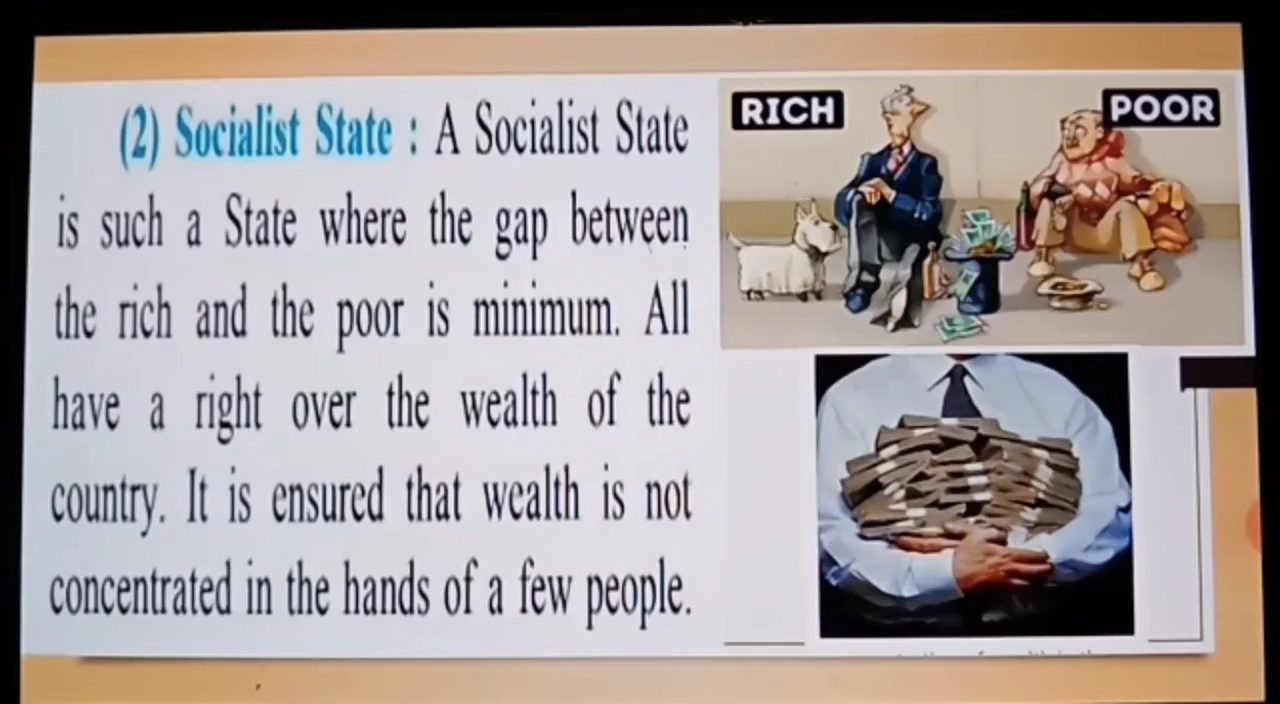 (2) Socialist State : A Socialist State
is such a State where the gap between
the rich and the poor is minimum. All
have a right over the wealth of the
country. It is ensured that wealth is not
concentrated in the hands of a few people.
RICH
POOR